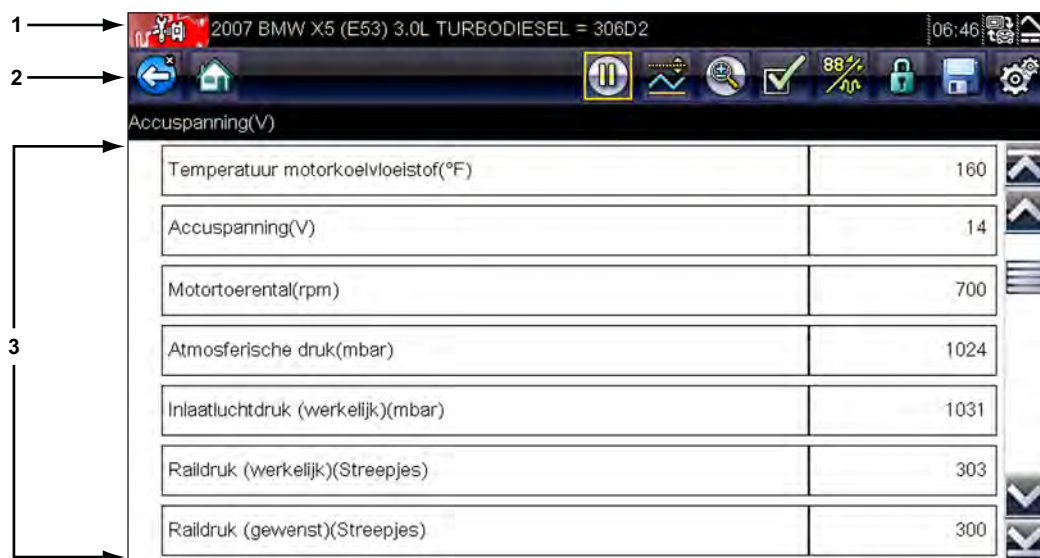 1
2007 BMW X5 (E53) 3.0L TURBODIESEL = 306D2
06:46
2
88
Accuspanning(V)
3
Temperatuur motorkoelvloeistof(°F) 160
Accuspanning(V) 14
Motortoerental(rpm) 700
Atmosferische druk(mbar) 1024
Inlaatluchtdruk (werkelijk)(mbar) 1031
Raildruk (werkelijk)(Streepjes) 303
Raildruk (gewenst)(Streepjes) 300